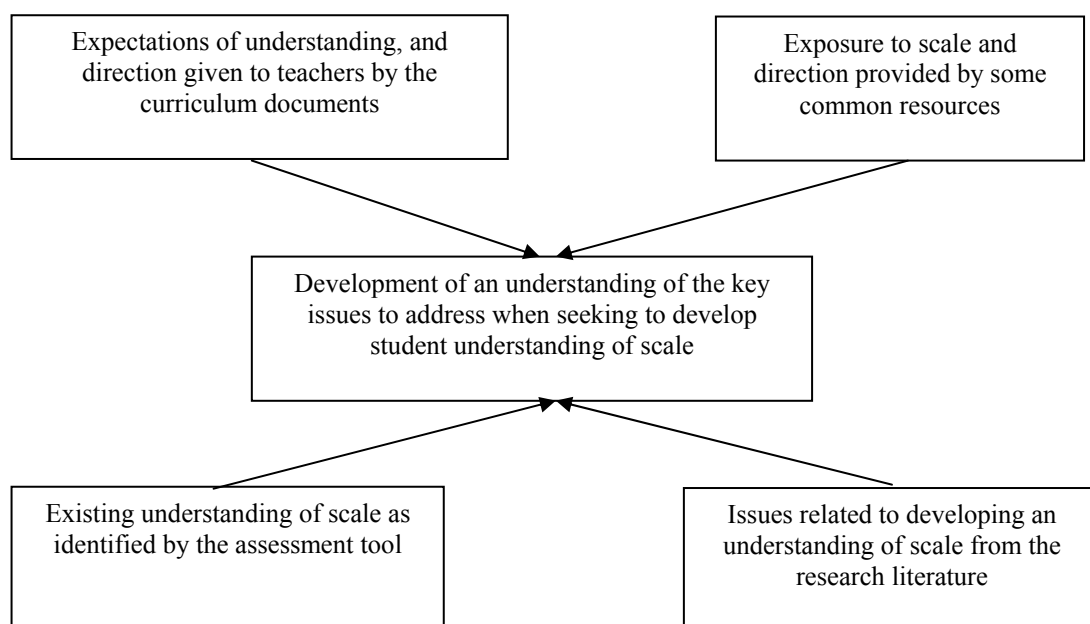 Expectations of understanding, and
direction given to teachers by the
curriculum documents
Exposure to scale and
direction provided by some
common resources
Development of an understanding of the key
issues to address when seeking to develop
student understanding of scale
Existing understanding of scale as
identified by the assessment tool
Issues related to developing an
understanding of scale from the
research literature